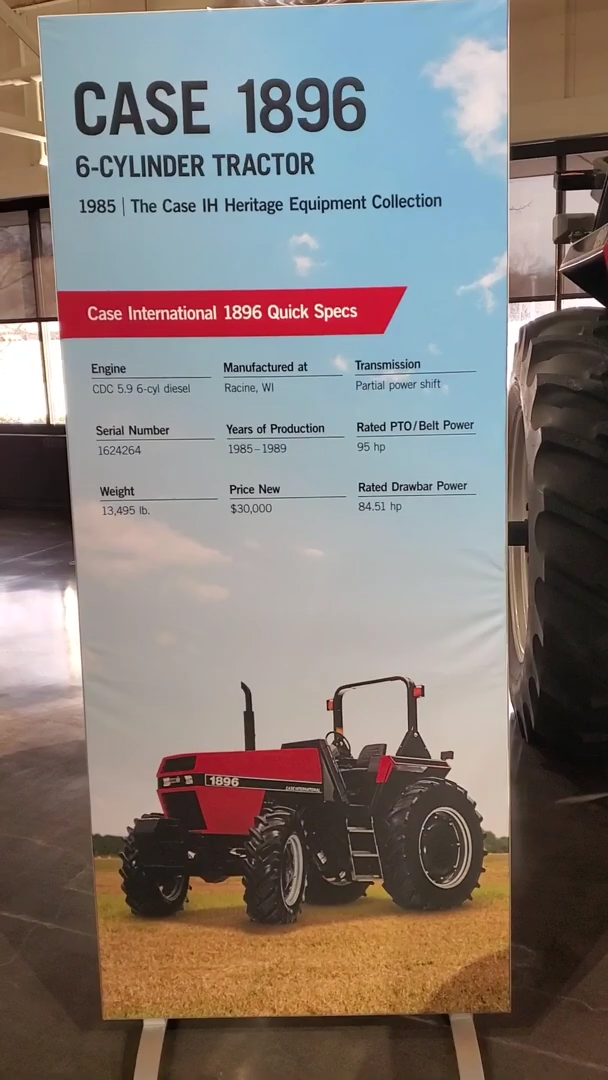 CASE 1896
6-CYLINDER TRACTOR
1985 | The Case IH Heritage Equipment Collection
Case International 1896 Quick Specs
Engine
CDC 5.9 6-cyl diesel
Manufactured at
Racine, WI
Transmission
Partial power shift
Serial Number
1624264
Years of Production
1985–1989
Rated PTO/Belt Power
95 hp
Weight
13,495 lb.
Price New
$30,000
Rated Drawbar Power
84.51 hp
1896
CASE INTERNATIONAL